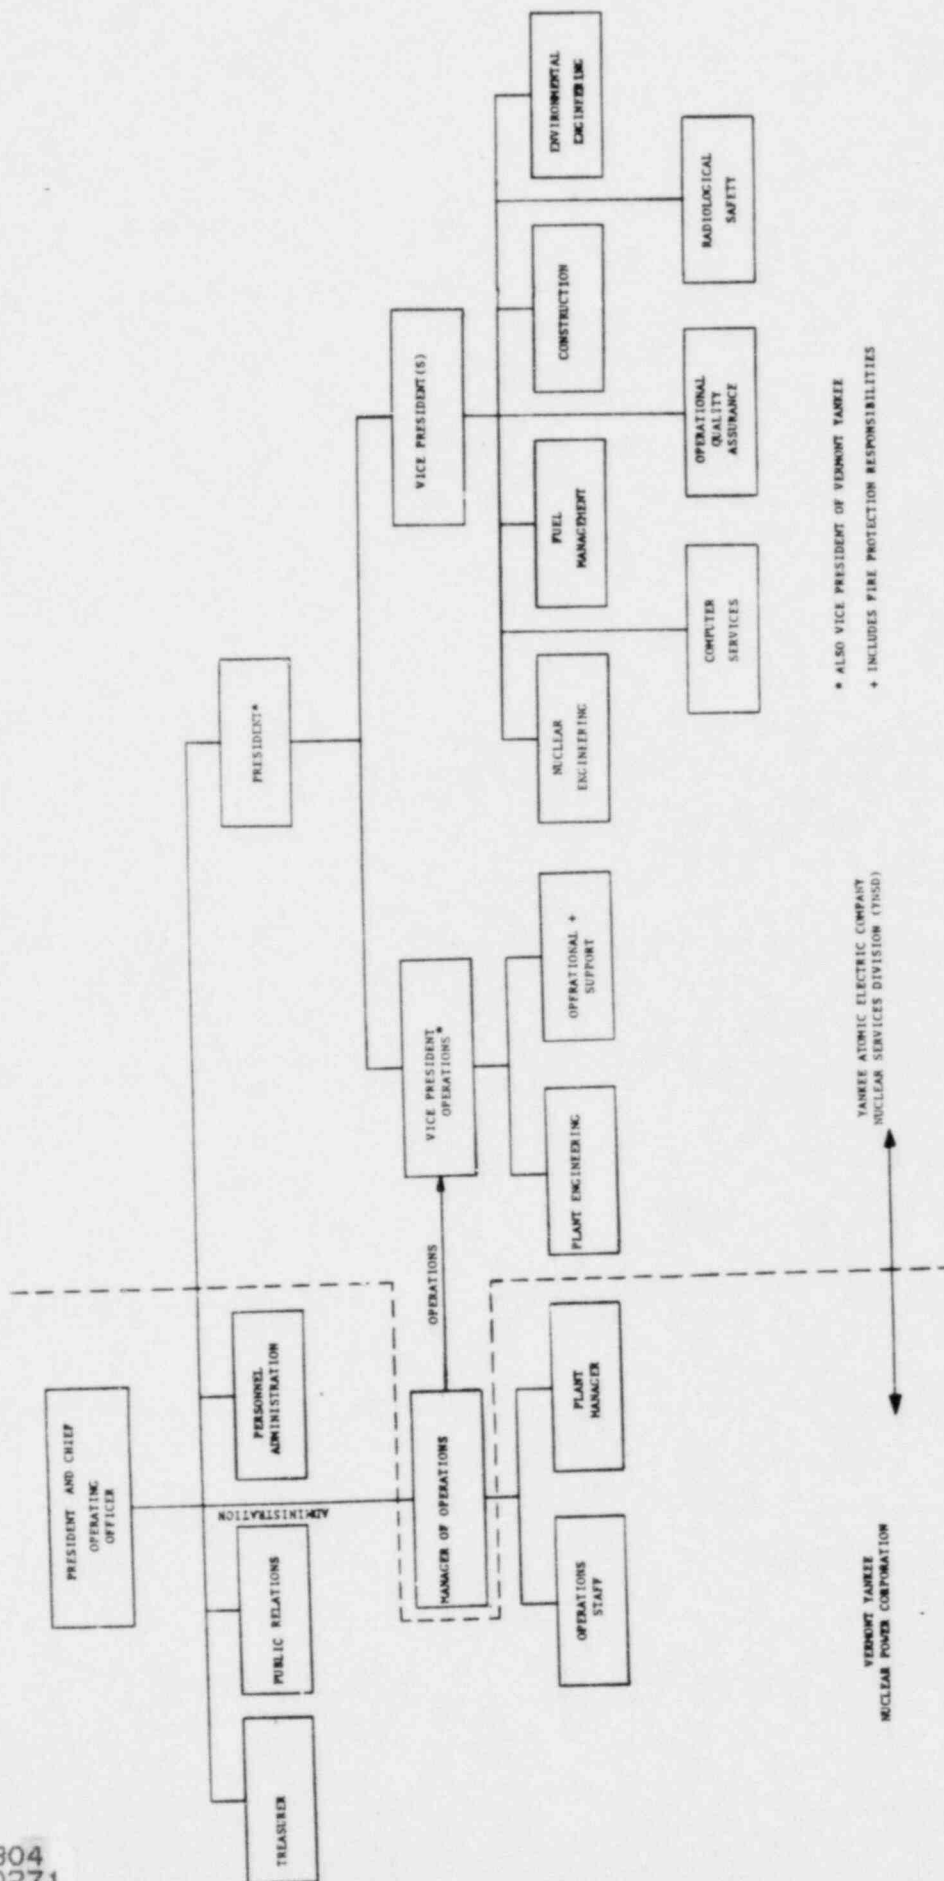 PRESIDENT AND CHIEF
OPERATING
OFFICER
TREASURER
PUBLIC RELATIONS
ADMINISTRATION
PERSONNEL
ADMINISTRATION
PRESIDENT*
MANAGER OF OPERATIONS
OPERATIONS
VICE PRESIDENT
OPERATIONS*
VICE PRESIDENT(S)
OPERATIONS
STAFF
PLANT
MANAGER
PLANT ENGINEERING
OPERATIONAL +
SUPPORT
NUCLEAR
ENGINEERING
FUEL
MANAGEMENT
CONSTRUCTION
ENVIRONMENTAL
ENGINEERING
COMPUTER
SERVICES
OPERATIONAL
QUALITY
ASSURANCE
RADIOLOGICAL
SAFETY
* ALSO VICE PRESIDENT OF VERMONT YANKEE
+ INCLUDES FIRE PROTECTION RESPONSIBILITIES
VERMONT YANKEE
NUCLEAR POWER CORPORATION
YANKEE ATOMIC ELECTRIC COMPANY
NUCLEAR SERVICES DIVISION (YNSD)